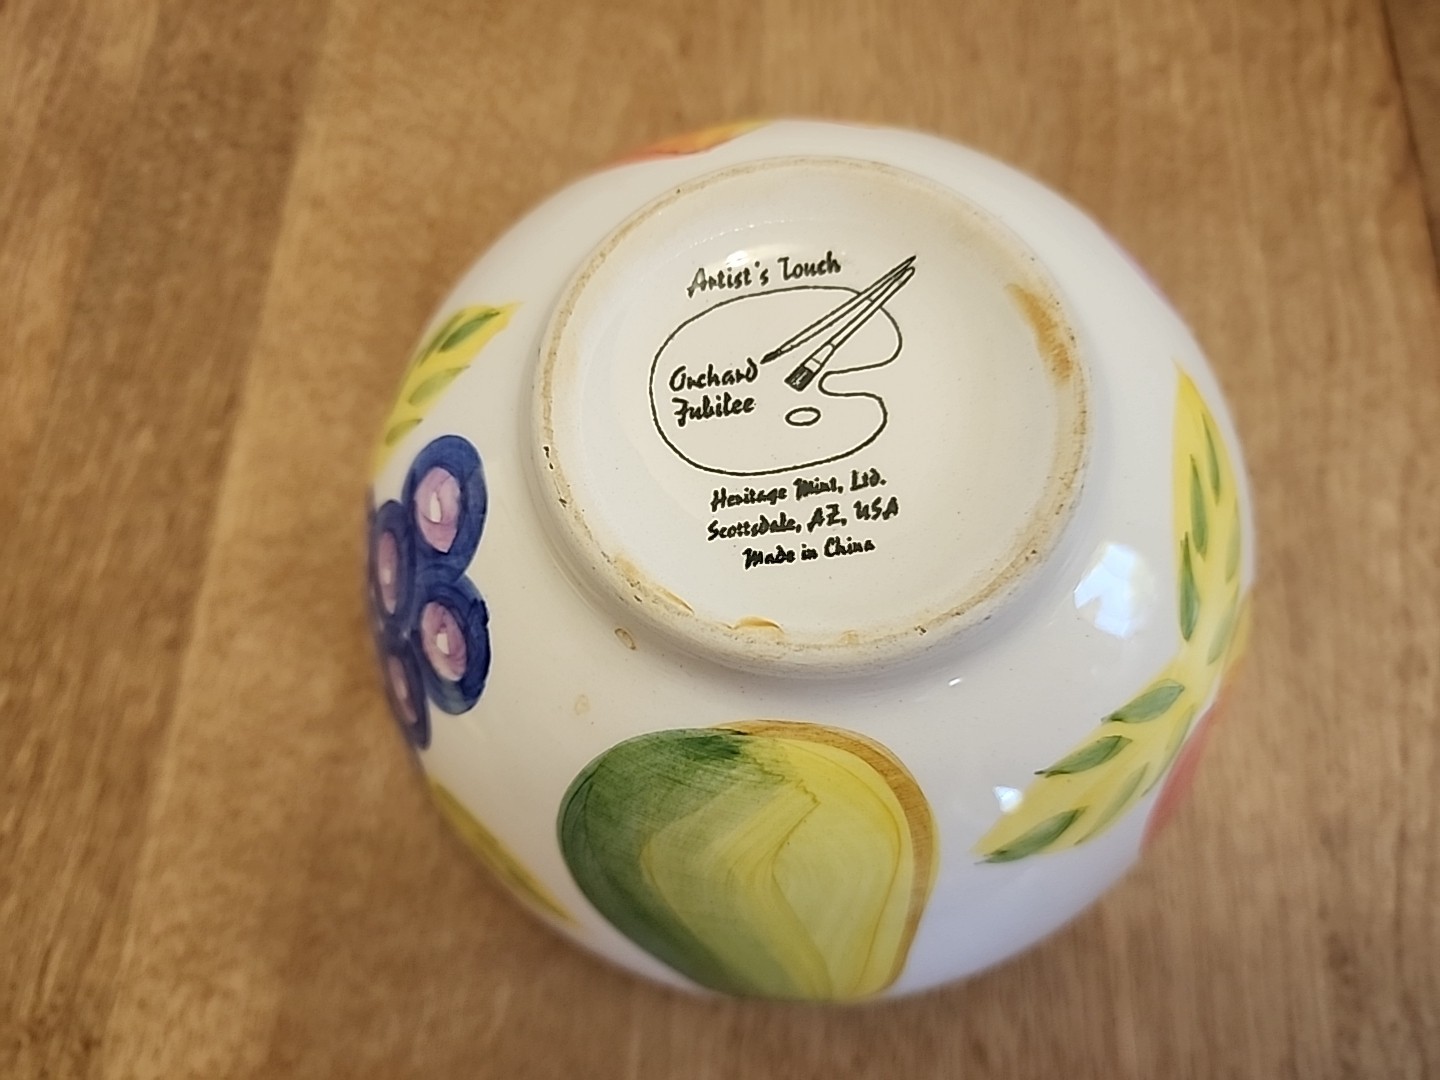 Artist's Touch
Orchard
Jubilee
Heritage Mint, Ltd.
Scottsdale, AZ, USA
Made in China